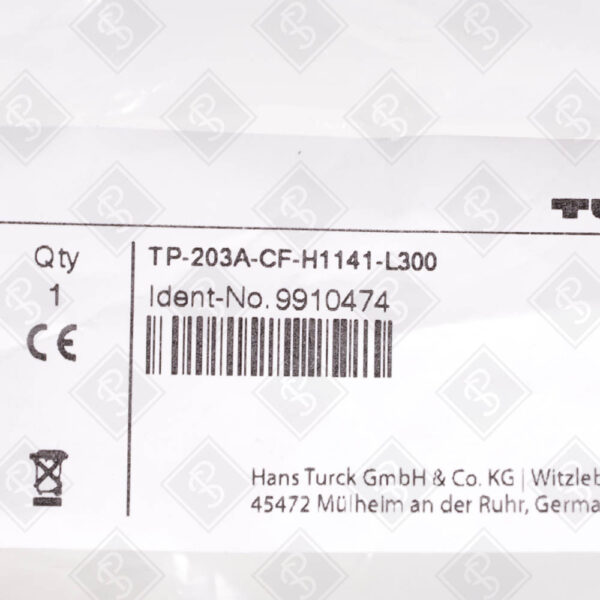 Qty
1
TP-203A-CF-H1141-L300
Ident-No. 9910474
CE
Hans Turck GmbH & Co. KG | Witzleb
45472 Mülheim an der Ruhr, Germa